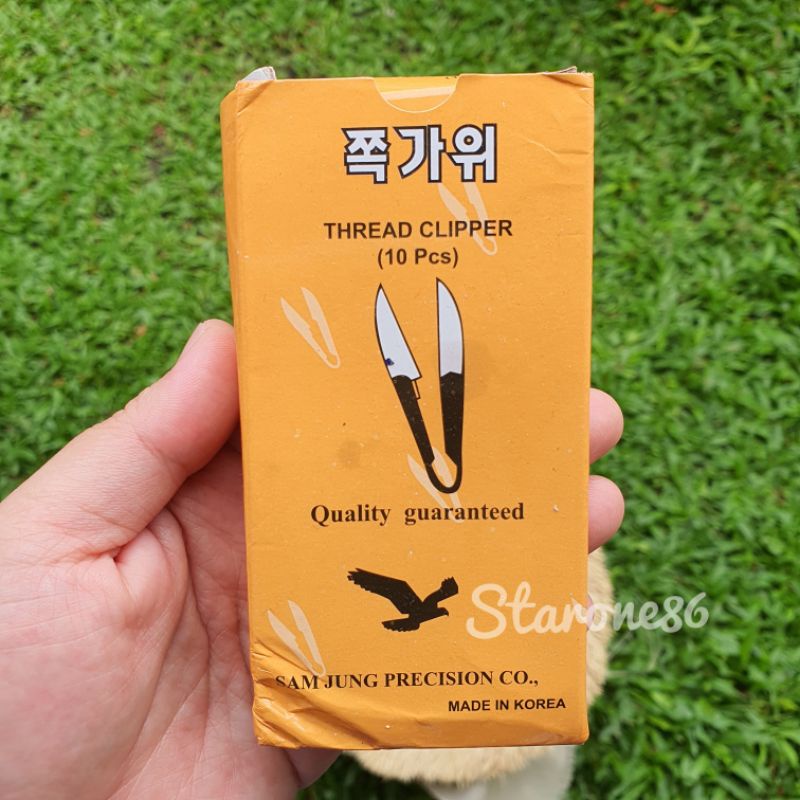 쪽가위
THREAD CLIPPER
(10 Pcs)
Quality guaranteed
Starone86
SAM JUNG PRECISION CO.,
MADE IN KOREA